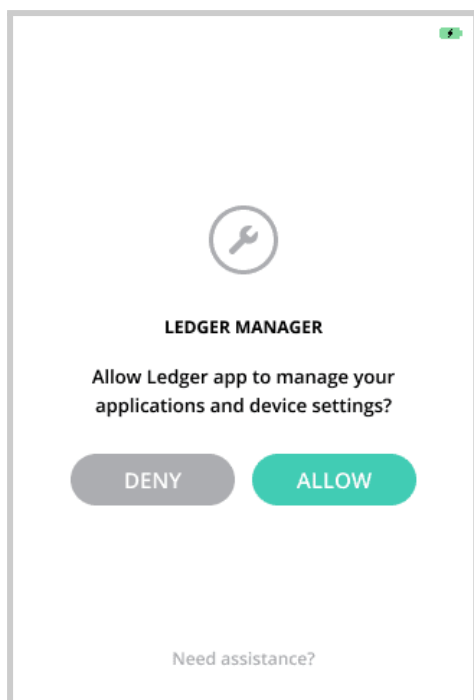 LEDGER MANAGER
Allow Ledger app to manage your
applications and device settings?
DENY
ALLOW
Need assistance?